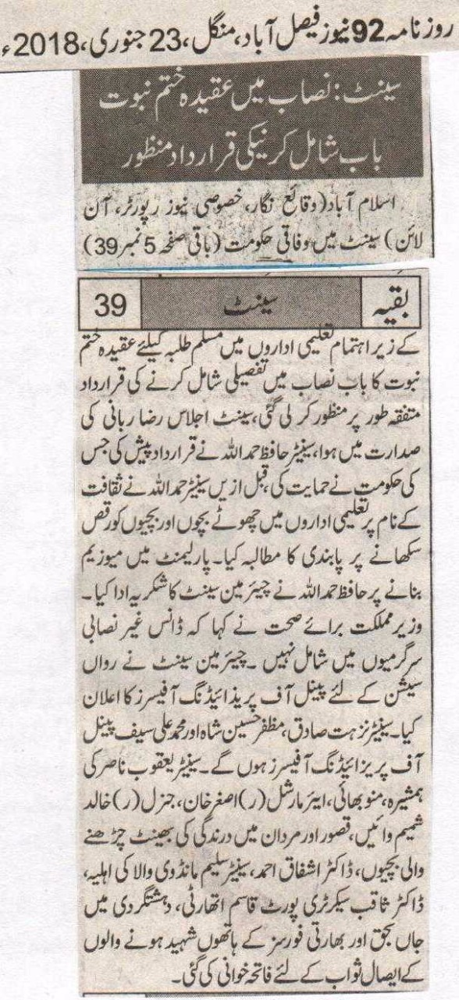 روزنامہ 92 نیوز فیصل آباد، منگل، 23 جنوری، 2018ء
سینٹ: نصاب میں عقیدہ ختم نبوت
باب شامل کرنیکی قرارداد منظور
اسلام آباد (وقائع نگار، خصوصی نیوز رپورٹر، آن
لائن) سینٹ میں وفاقی حکومت (باقی صفحہ 5 نمبر 39)
بقیہ سینٹ 39
کے زیر اہتمام تعلیمی اداروں میں مسلم طلبہ کیلئے عقیدہ ختم
نبوت کا باب نصاب میں تفصیلی شامل کرنے کی قرارداد
متفقہ طور پر منظور کر لی گئی، سینٹ اجلاس رضا ربانی کی
صدارت میں ہوا، سینیٹر حافظ حمد اللہ نے قرارداد پیش کی جس
کی حکومت نے حمایت کی، قبل ازیں سینیٹر حمد اللہ نے ثقافت
کے نام پر تعلیمی اداروں میں چھوٹے بچوں اور بچیوں کو رقص
سکھانے پر پابندی کا مطالبہ کیا۔ پارلیمنٹ میں میوزیم
بنانے پر حافظ حمد اللہ نے چیئرمین سینٹ کا شکریہ ادا کیا۔
وزیر مملکت برائے صحت نے کہا کہ ڈانس غیر نصابی
سرگرمیوں میں شامل نہیں۔ چیئرمین سینٹ نے رواں
سیشن کے لئے پینل آف پریذائیڈنگ آفیسرز کا اعلان
کیا۔ سینیٹر نزہت صادق، مظفر حسین شاہ اور محمد علی سیف پینل
آف پریزائیڈنگ آفیسرز ہوں گے۔ سینیٹر یعقوب ناصر کی
ہمشیرہ، منو بھائی، ایئر مارشل (ر) اصغر خان، جنرل (ر) خالد
شمیم وائیں، قصور اور مردان میں درندگی کی بھینٹ چڑھنے
والی بچیوں، ڈاکٹر اشفاق احمد، سینیٹر سلیم مانڈوی والا کی اہلیہ،
ڈاکٹر ثاقب سیکرٹری پورٹ قاسم اتھارٹی، دہشتگردی میں
جاں بحق اور بھارتی فورسز کے ہاتھوں شہید ہونے والوں
کے ایصال ثواب کے لئے فاتحہ خوانی کی گئی۔